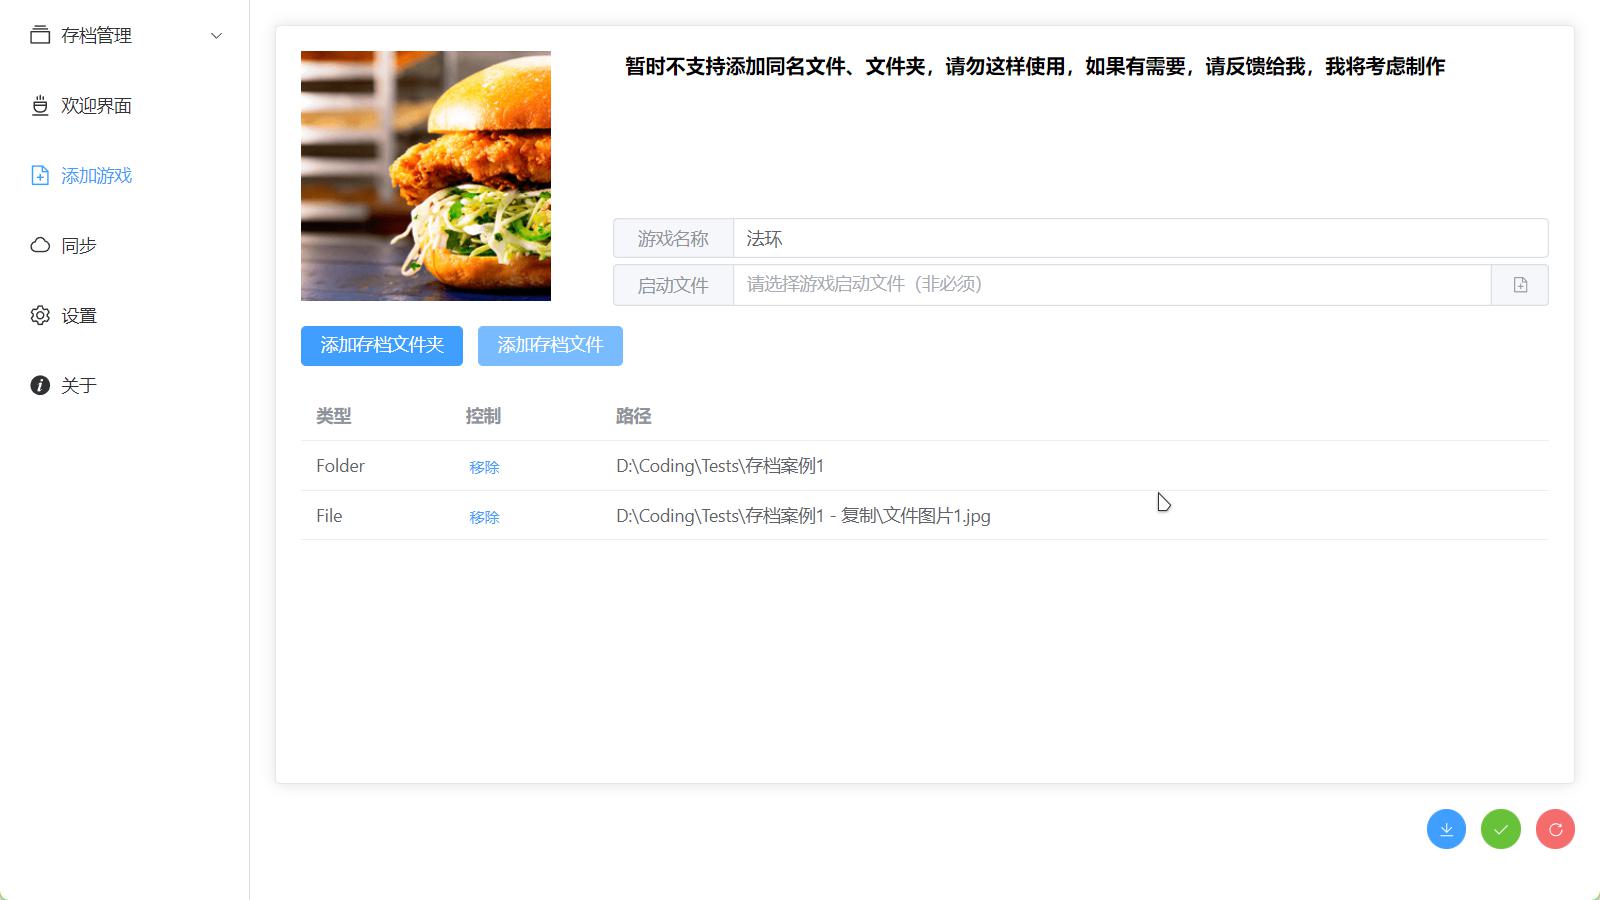 存档管理
欢迎界面
添加游戏
同步
设置
关于
暂时不支持添加同名文件、文件夹，请勿这样使用，如果有需要，请反馈给我，我将考虑制作
游戏名称 法环
启动文件 请选择游戏启动文件（非必须）
添加存档文件夹 添加存档文件
类型 控制 路径
Folder 移除 D:\Coding\Tests\存档案例1
File 移除 D:\Coding\Tests\存档案例1 - 复制\文件图片1.jpg